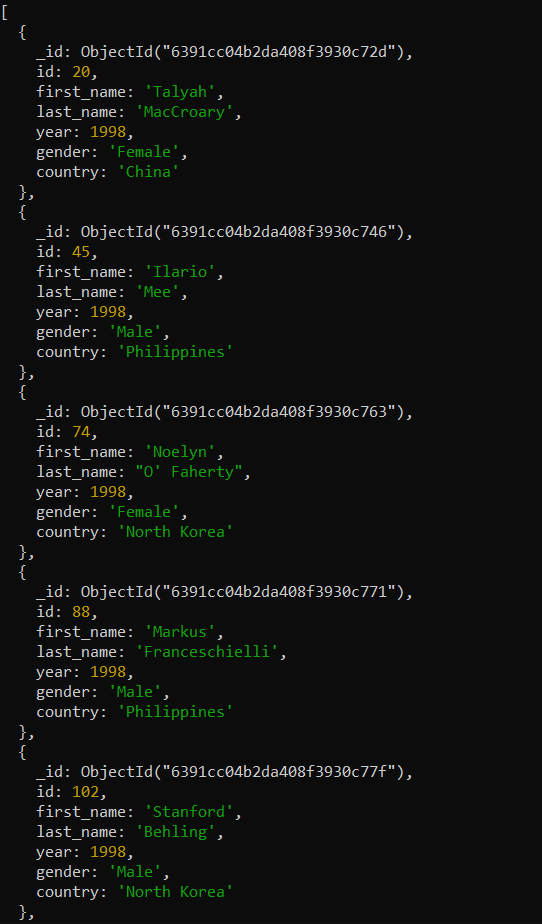 [
  {
    _id: ObjectId("6391cc04b2da408f3930c72d"),
    id: 20,
    first_name: 'Talyah',
    last_name: 'MacCroary',
    year: 1998,
    gender: 'Female',
    country: 'China'
  },
  {
    _id: ObjectId("6391cc04b2da408f3930c746"),
    id: 45,
    first_name: 'Ilario',
    last_name: 'Mee',
    year: 1998,
    gender: 'Male',
    country: 'Philippines'
  },
  {
    _id: ObjectId("6391cc04b2da408f3930c763"),
    id: 74,
    first_name: 'Noelyn',
    last_name: "O' Faherty",
    year: 1998,
    gender: 'Female',
    country: 'North Korea'
  },
  {
    _id: ObjectId("6391cc04b2da408f3930c771"),
    id: 88,
    first_name: 'Markus',
    last_name: 'Franceschielli',
    year: 1998,
    gender: 'Male',
    country: 'Philippines'
  },
  {
    _id: ObjectId("6391cc04b2da408f3930c77f"),
    id: 102,
    first_name: 'Stanford',
    last_name: 'Behling',
    year: 1998,
    gender: 'Male',
    country: 'North Korea'
  },